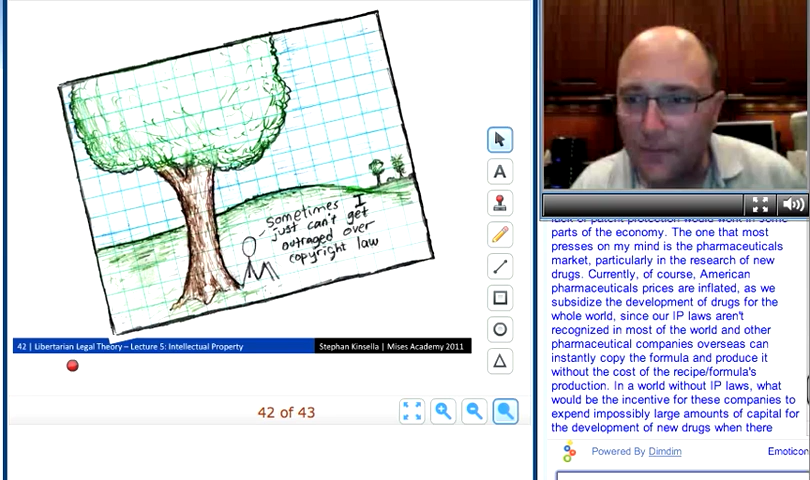 Sometimes I
just can't get
outraged over
copyright law
42 | Libertarian Legal Theory – Lecture 5: Intellectual Property
Stephan Kinsella | Mises Academy 2011
42 of 43
A
parts of the economy. The one that most
presses on my mind is the pharmaceuticals
market, particularly in the research of new
drugs. Currently, of course, American
pharmaceuticals prices are inflated, as we
subsidize the development of drugs for the
whole world, since our IP laws aren't
recognized in most of the world and other
pharmaceutical companies overseas can
instantly copy the formula and produce it
without the cost of the recipe/formula's
production. In a world without IP laws, what
would be the incentive for these companies to
expend impossibly large amounts of capital for
the development of new drugs when there
Powered By Dimdim
Emoticon